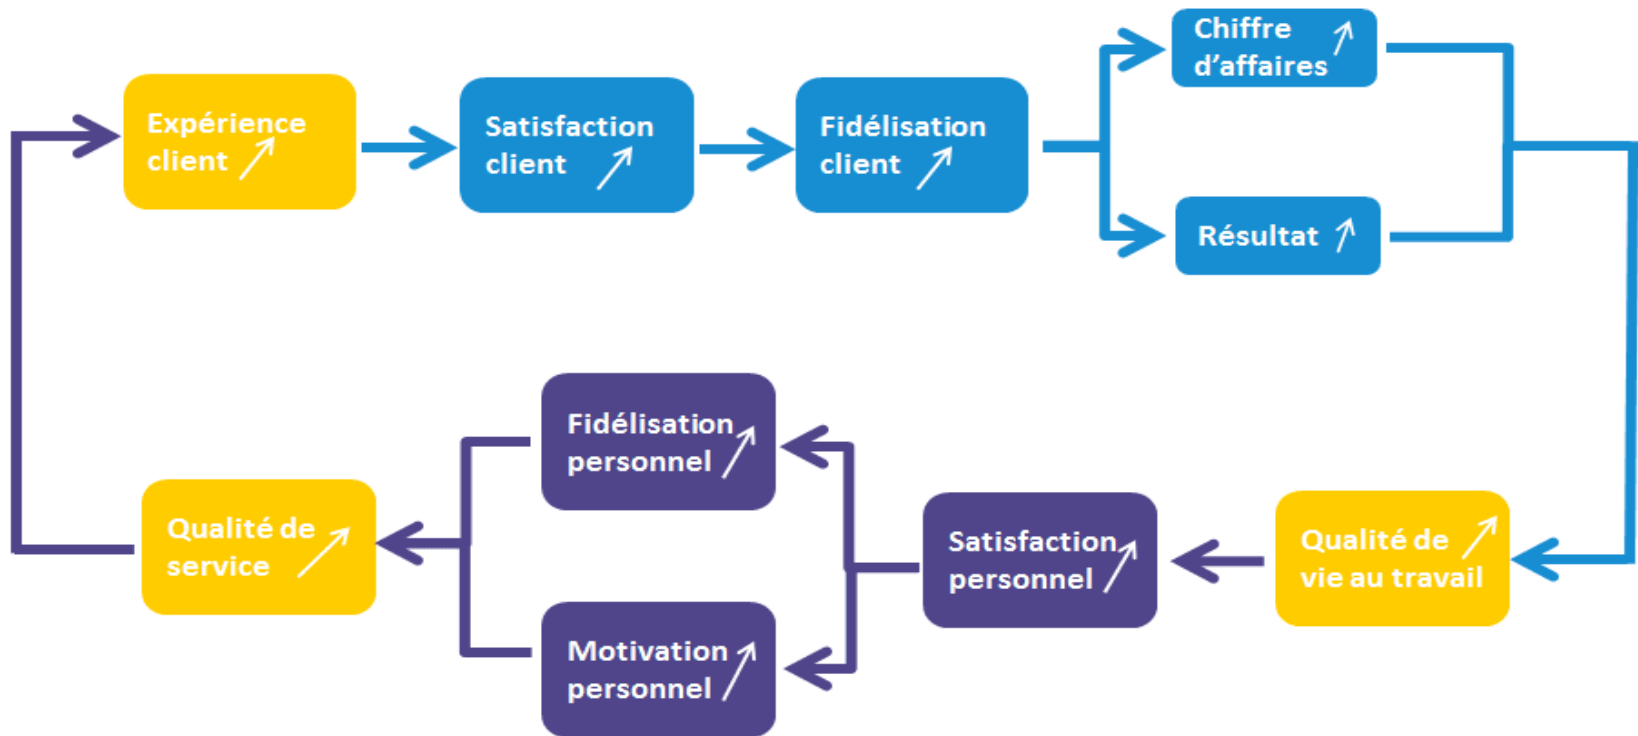 Expérience
client
Satisfaction
client
Fidélisation
client
Chiffre
d'affaires
Résultat
Fidélisation
personnel
Qualité de
service
Motivation
personnel
Satisfaction
personnel
Qualité de
vie au travail